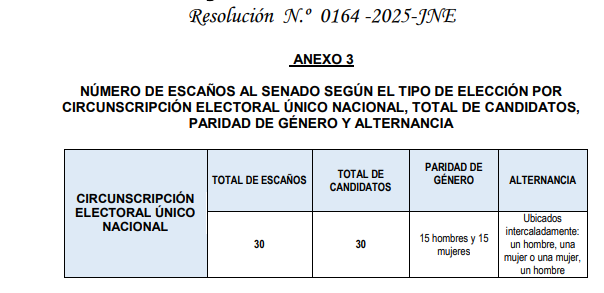 Resolución N.º 0164 -2025-JNE
ANEXO 3
NÚMERO DE ESCAÑOS AL SENADO SEGÚN EL TIPO DE ELECCIÓN POR
CIRCUNSCRIPCIÓN ELECTORAL ÚNICO NACIONAL, TOTAL DE CANDIDATOS,
PARIDAD DE GÉNERO Y ALTERNANCIA
CIRCUNSCRIPCIÓN
ELECTORAL ÚNICO
NACIONAL
TOTAL DE ESCAÑOS
TOTAL DE
CANDIDATOS
PARIDAD DE
GÉNERO
ALTERNANCIA
30
30
15 hombres y 15
mujeres
Ubicados
intercaladamente:
un hombre, una
mujer o una mujer,
un hombre